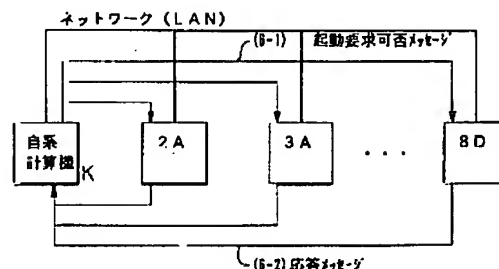 ネットワーク(LAN)
(6-1) 起動要求可否メッセージ
自系
計算機
K
2A
3A
・・・
8D
(6-2)応答メッセージ